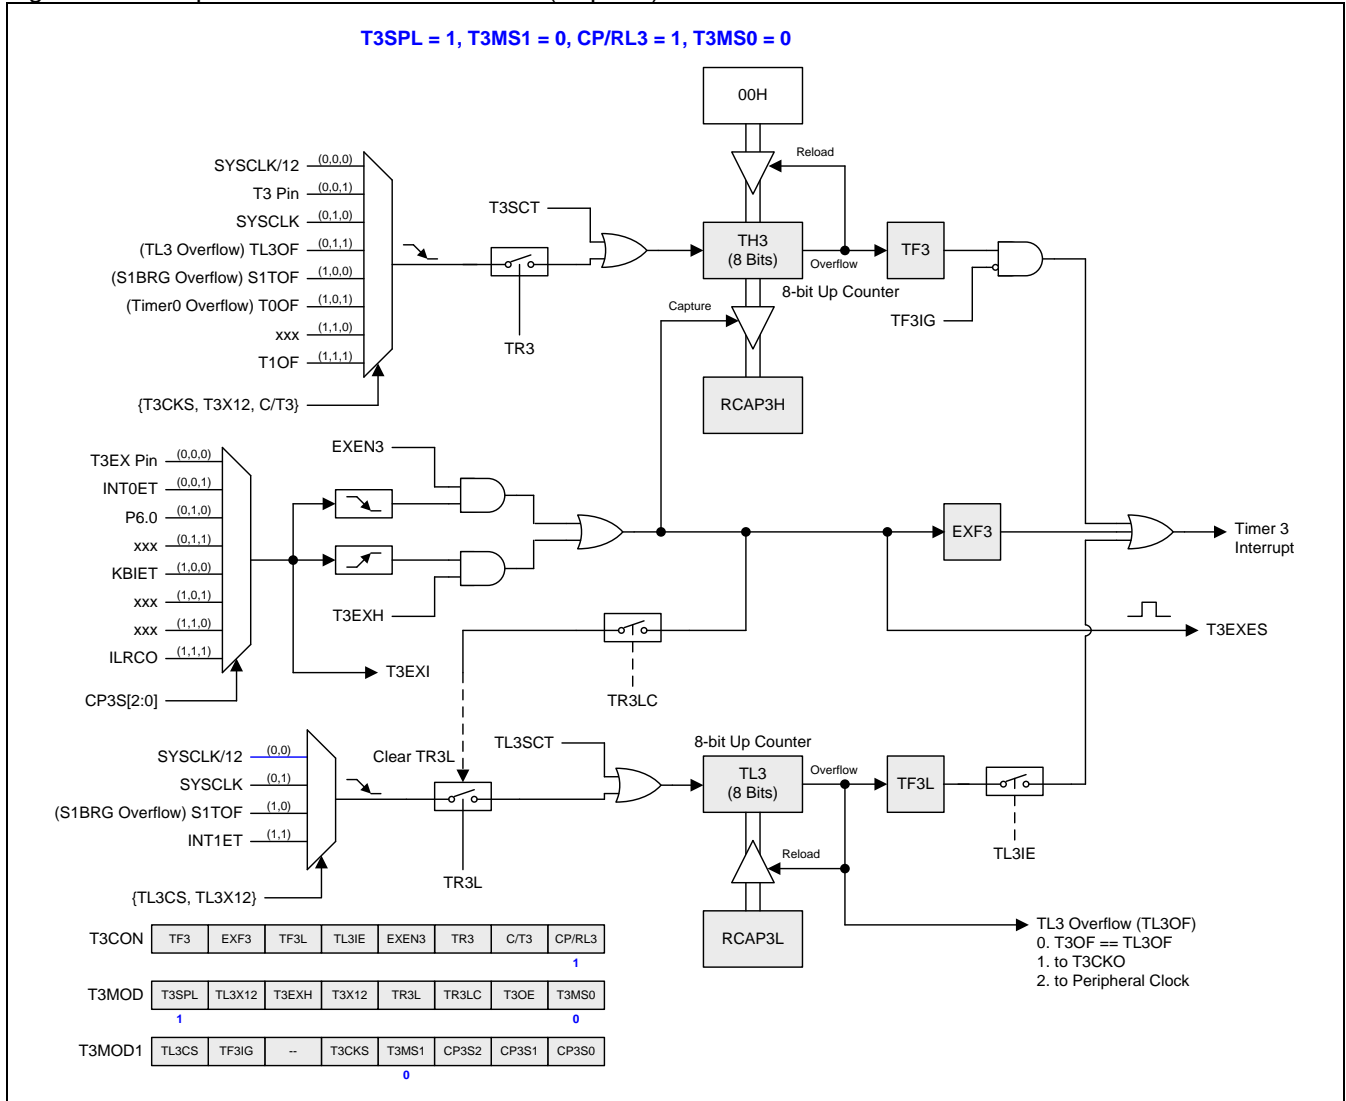 T3SPL = 1, T3MS1 = 0, CP/RL3 = 1, T3MS0 = 0
00H
Reload
SYSCLK/12 (0,0,0)
T3 Pin (0,0,1)
SYSCLK (0,1,0)
(TL3 Overflow) TL3OF (0,1,1)
(S1BRG Overflow) S1TOF (1,0,0)
(Timer0 Overflow) T0OF (1,0,1)
xxx (1,1,0)
T1OF (1,1,1)
{T3CKS, T3X12, C/T3}
TR3
T3SCT
TH3
(8 Bits)
Overflow
8-bit Up Counter
TF3
TF3IG
Capture
RCAP3H
EXEN3
T3EX Pin (0,0,0)
INT0ET (0,0,1)
P6.0 (0,1,0)
xxx (0,1,1)
KBIET (1,0,0)
xxx (1,0,1)
xxx (1,1,0)
ILRCO (1,1,1)
CP3S[2:0]
T3EXH
T3EXI
EXF3
Timer 3
Interrupt
T3EXES
TR3LC
Clear TR3L
SYSCLK/12 (0,0)
SYSCLK (0,1)
(S1BRG Overflow) S1TOF (1,0)
INT1ET (1,1)
{TL3CS, TL3X12}
TR3L
TL3SCT
8-bit Up Counter
TL3
(8 Bits)
Overflow
TF3L
TL3IE
Reload
RCAP3L
TL3 Overflow (TL3OF)
0. T3OF == TL3OF
1. to T3CKO
2. to Peripheral Clock
T3CON TF3 EXF3 TF3L TL3IE EXEN3 TR3 C/T3 CP/RL3
1
T3MOD T3SPL TL3X12 T3EXH T3X12 TR3L TR3LC T3OE T3MS0
1 0
T3MOD1 TL3CS TF3IG -- T3CKS T3MS1 CP3S2 CP3S1 CP3S0
0